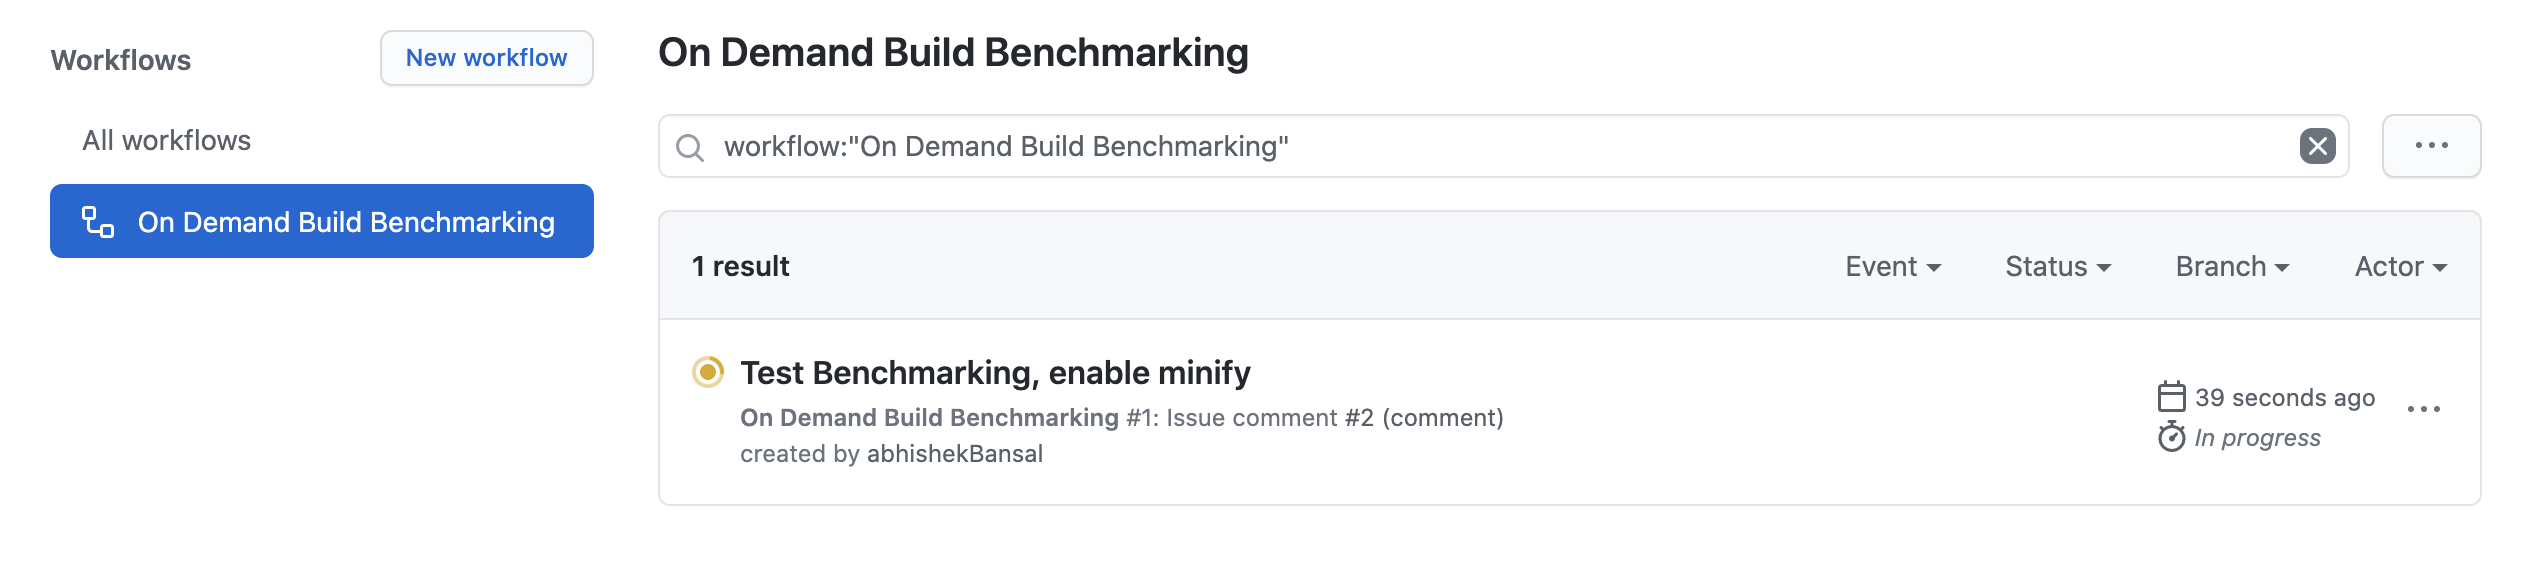 Workflows
New workflow
All workflows
On Demand Build Benchmarking
On Demand Build Benchmarking
workflow:"On Demand Build Benchmarking"
1 result
Event
Status
Branch
Actor
Test Benchmarking, enable minify
On Demand Build Benchmarking #1: Issue comment #2 (comment)
created by abhishekBansal
39 seconds ago
In progress